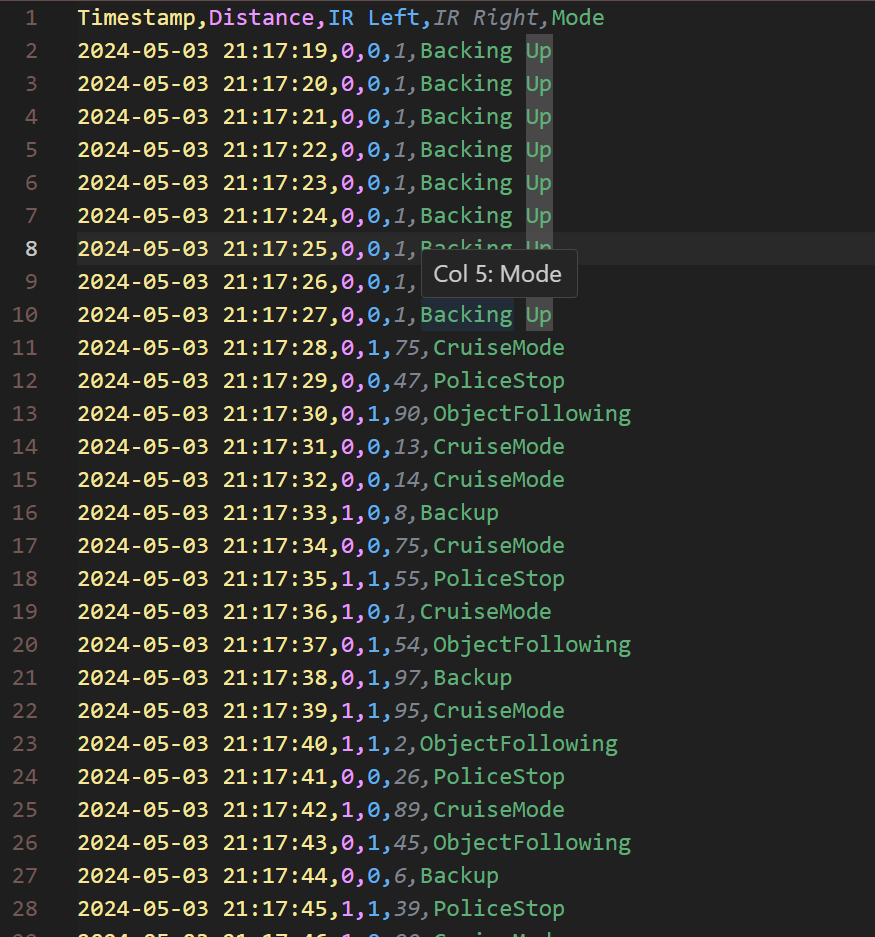 1 Timestamp,Distance,IR Left,IR Right,Mode
2 2024-05-03 21:17:19,0,0,1,Backing Up
3 2024-05-03 21:17:20,0,0,1,Backing Up
4 2024-05-03 21:17:21,0,0,1,Backing Up
5 2024-05-03 21:17:22,0,0,1,Backing Up
6 2024-05-03 21:17:23,0,0,1,Backing Up
7 2024-05-03 21:17:24,0,0,1,Backing Up
8 2024-05-03 21:17:25,0,0,1,Backing Up
Col 5: Mode
9 2024-05-03 21:17:26,0,0,1,
10 2024-05-03 21:17:27,0,0,1,Backing Up
11 2024-05-03 21:17:28,0,1,75,CruiseMode
12 2024-05-03 21:17:29,0,0,47,PoliceStop
13 2024-05-03 21:17:30,0,1,90,ObjectFollowing
14 2024-05-03 21:17:31,0,0,13,CruiseMode
15 2024-05-03 21:17:32,0,0,14,CruiseMode
16 2024-05-03 21:17:33,1,0,8,Backup
17 2024-05-03 21:17:34,0,0,75,CruiseMode
18 2024-05-03 21:17:35,1,1,55,PoliceStop
19 2024-05-03 21:17:36,1,0,1,CruiseMode
20 2024-05-03 21:17:37,0,1,54,ObjectFollowing
21 2024-05-03 21:17:38,0,1,97,Backup
22 2024-05-03 21:17:39,1,1,95,CruiseMode
23 2024-05-03 21:17:40,1,1,2,ObjectFollowing
24 2024-05-03 21:17:41,0,0,26,PoliceStop
25 2024-05-03 21:17:42,1,0,89,CruiseMode
26 2024-05-03 21:17:43,0,1,45,ObjectFollowing
27 2024-05-03 21:17:44,0,0,6,Backup
28 2024-05-03 21:17:45,1,1,39,PoliceStop